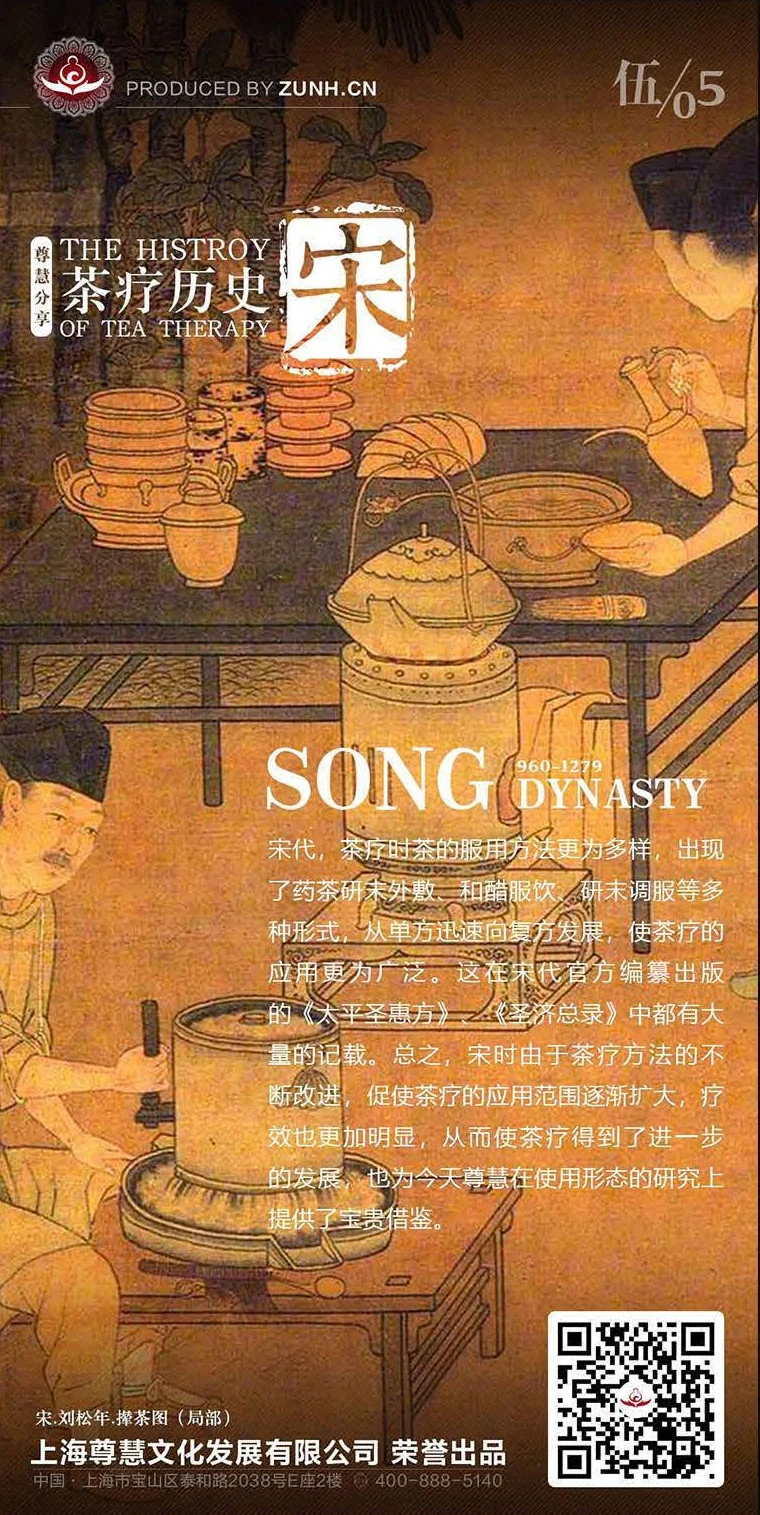 PRODUCED BY ZUNH.CN
伍/05
尊慧分享
THE HISTROY
茶疗历史
OF TEA THERAPY
宋
SONG
960-1279
DYNASTY
宋代，茶疗时茶的服用方法更为多样，出现
了药茶研末外敷、和醋服饮、研末调服等多
种形式，从单方迅速向复方发展，使茶疗的
应用更为广泛。这在宋代官方编纂出版
的《太平圣惠方》、《圣济总录》中都有大
量的记载。总之，宋时由于茶疗方法的不
断改进，促使茶疗的应用范围逐渐扩大，疗
效也更加明显，从而使茶疗得到了进一步
的发展，也为今天尊慧在使用形态的研究上
提供了宝贵借鉴。
宋.刘松年.撵茶图（局部）
上海尊慧文化发展有限公司 荣誉出品
中国·上海市宝山区泰和路2038号E座2楼 400-888-5140